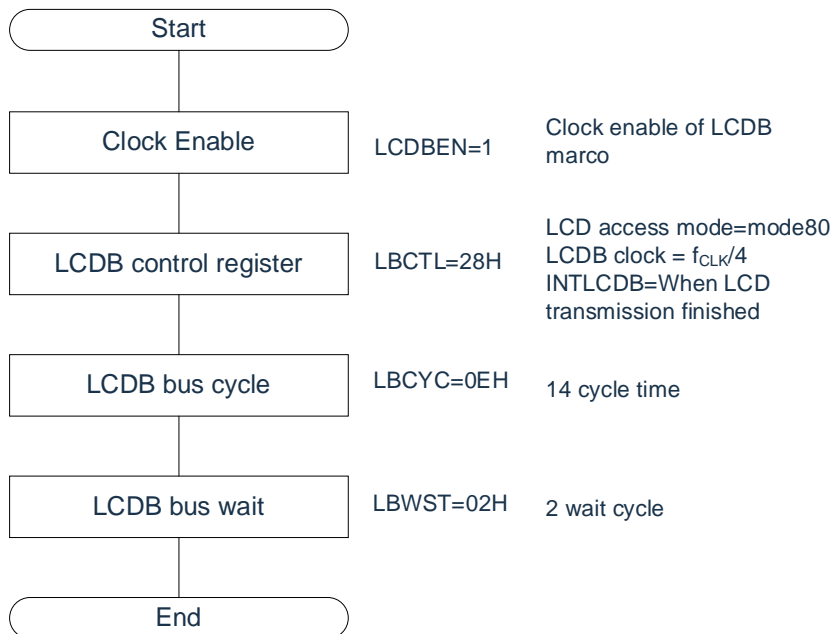 Start
Clock Enable
LCDBEN=1
Clock enable of LCDB
marco
LCDB control register
LBCTL=28H
LCD access mode=mode80
LCDB clock = fCLK/4
INTLCDB=When LCD
transmission finished
LCDB bus cycle
LBCYC=0EH
14 cycle time
LCDB bus wait
LBWST=02H
2 wait cycle
End